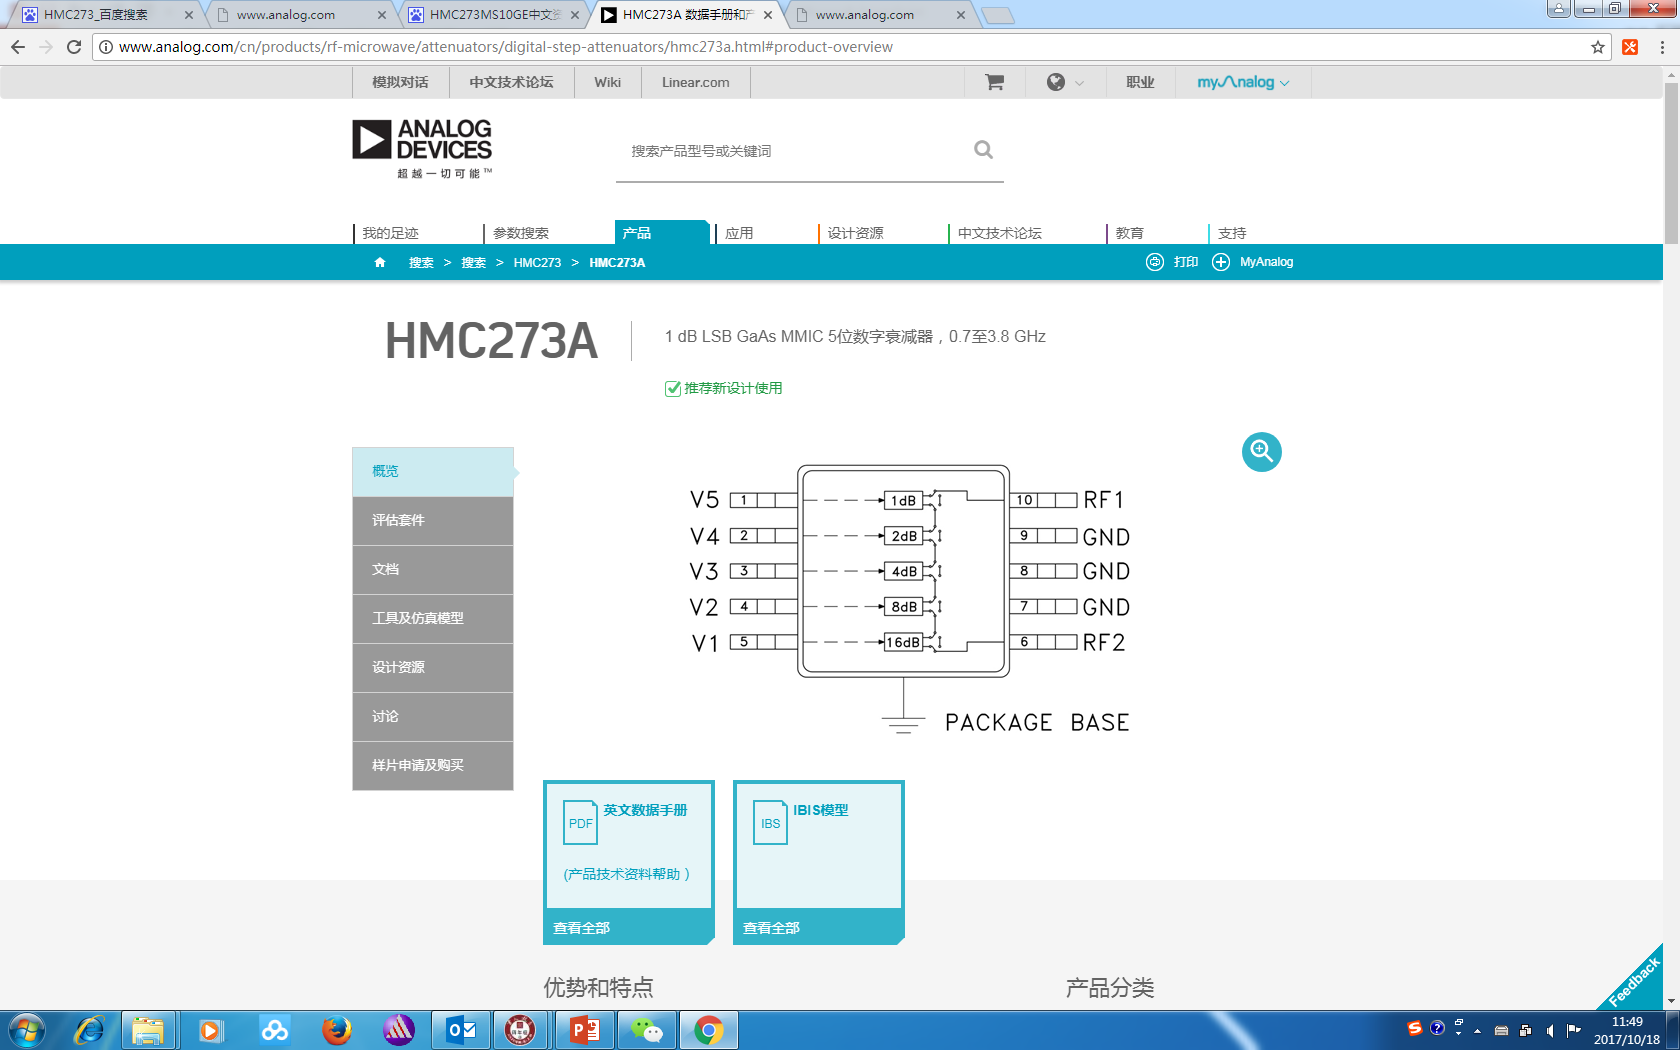 HMC273_百度搜索
www.analog.com
HMC273MS10GE中文资
HMC273A 数据手册和产
www.analog.com
www.analog.com/cn/products/rf-microwave/attenuators/digital-step-attenuators/hmc273a.html#product-overview
模拟对话
中文技术论坛
Wiki
Linear.com
职业
myAnalog
ANALOG
DEVICES
超越一切可能™
搜索产品型号或关键词
我的足迹
参数搜索
产品
应用
设计资源
中文技术论坛
教育
支持
搜索 > 搜索 > HMC273 > HMC273A
打印
MyAnalog
HMC273A
1 dB LSB GaAs MMIC 5位数字衰减器，0.7至3.8 GHz
推荐新设计使用
概览
评估套件
文档
工具及仿真模型
设计资源
讨论
样片申请及购买
V5 1 1dB 10 RF1
V4 2 2dB 9 GND
V3 3 4dB 8 GND
V2 4 8dB 7 GND
V1 5 16dB 6 RF2
PACKAGE BASE
PDF
英文数据手册
(产品技术资料帮助 )
查看全部
IBS
IBIS模型
查看全部
Feedback
优势和特点
产品分类
11:49
2017/10/18